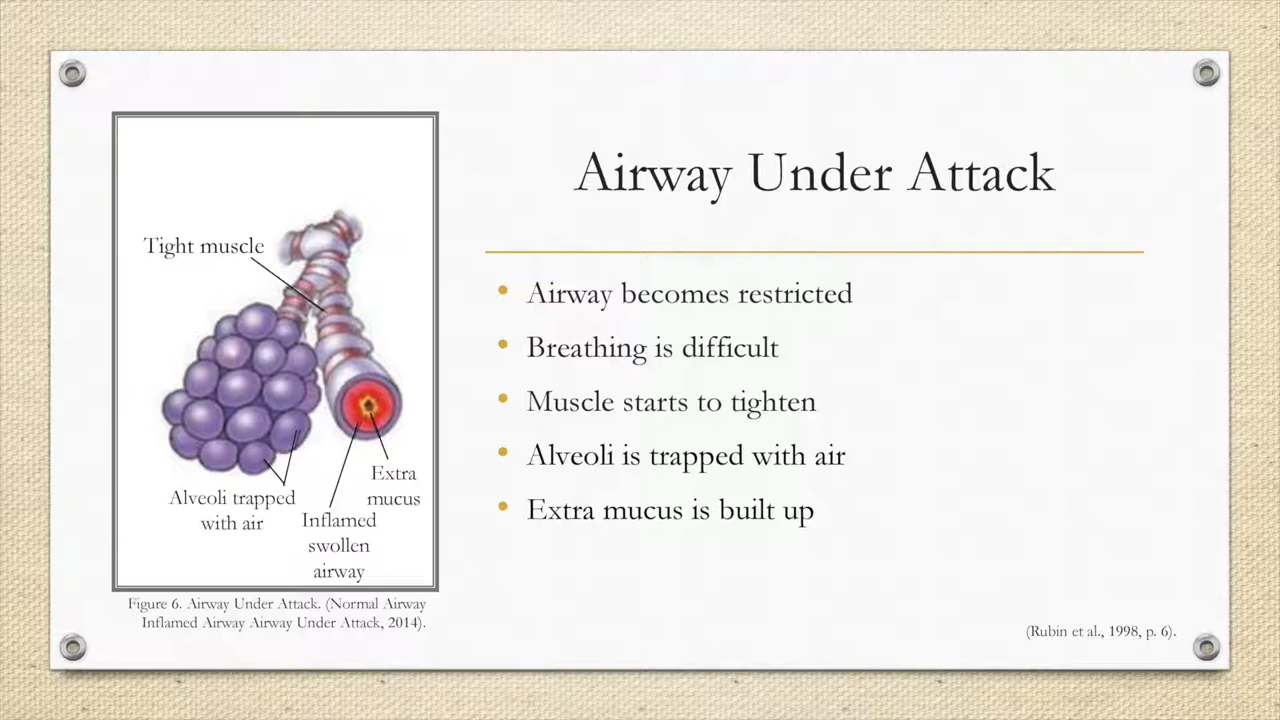 Airway Under Attack
Tight muscle
Alveoli trapped
with air
Inflamed
swollen
airway
Extra
mucus
Figure 6. Airway Under Attack. (Normal Airway
Inflamed Airway Airway Under Attack, 2014).
• Airway becomes restricted
• Breathing is difficult
• Muscle starts to tighten
• Alveoli is trapped with air
• Extra mucus is built up
(Rubin et al., 1998, p. 6).